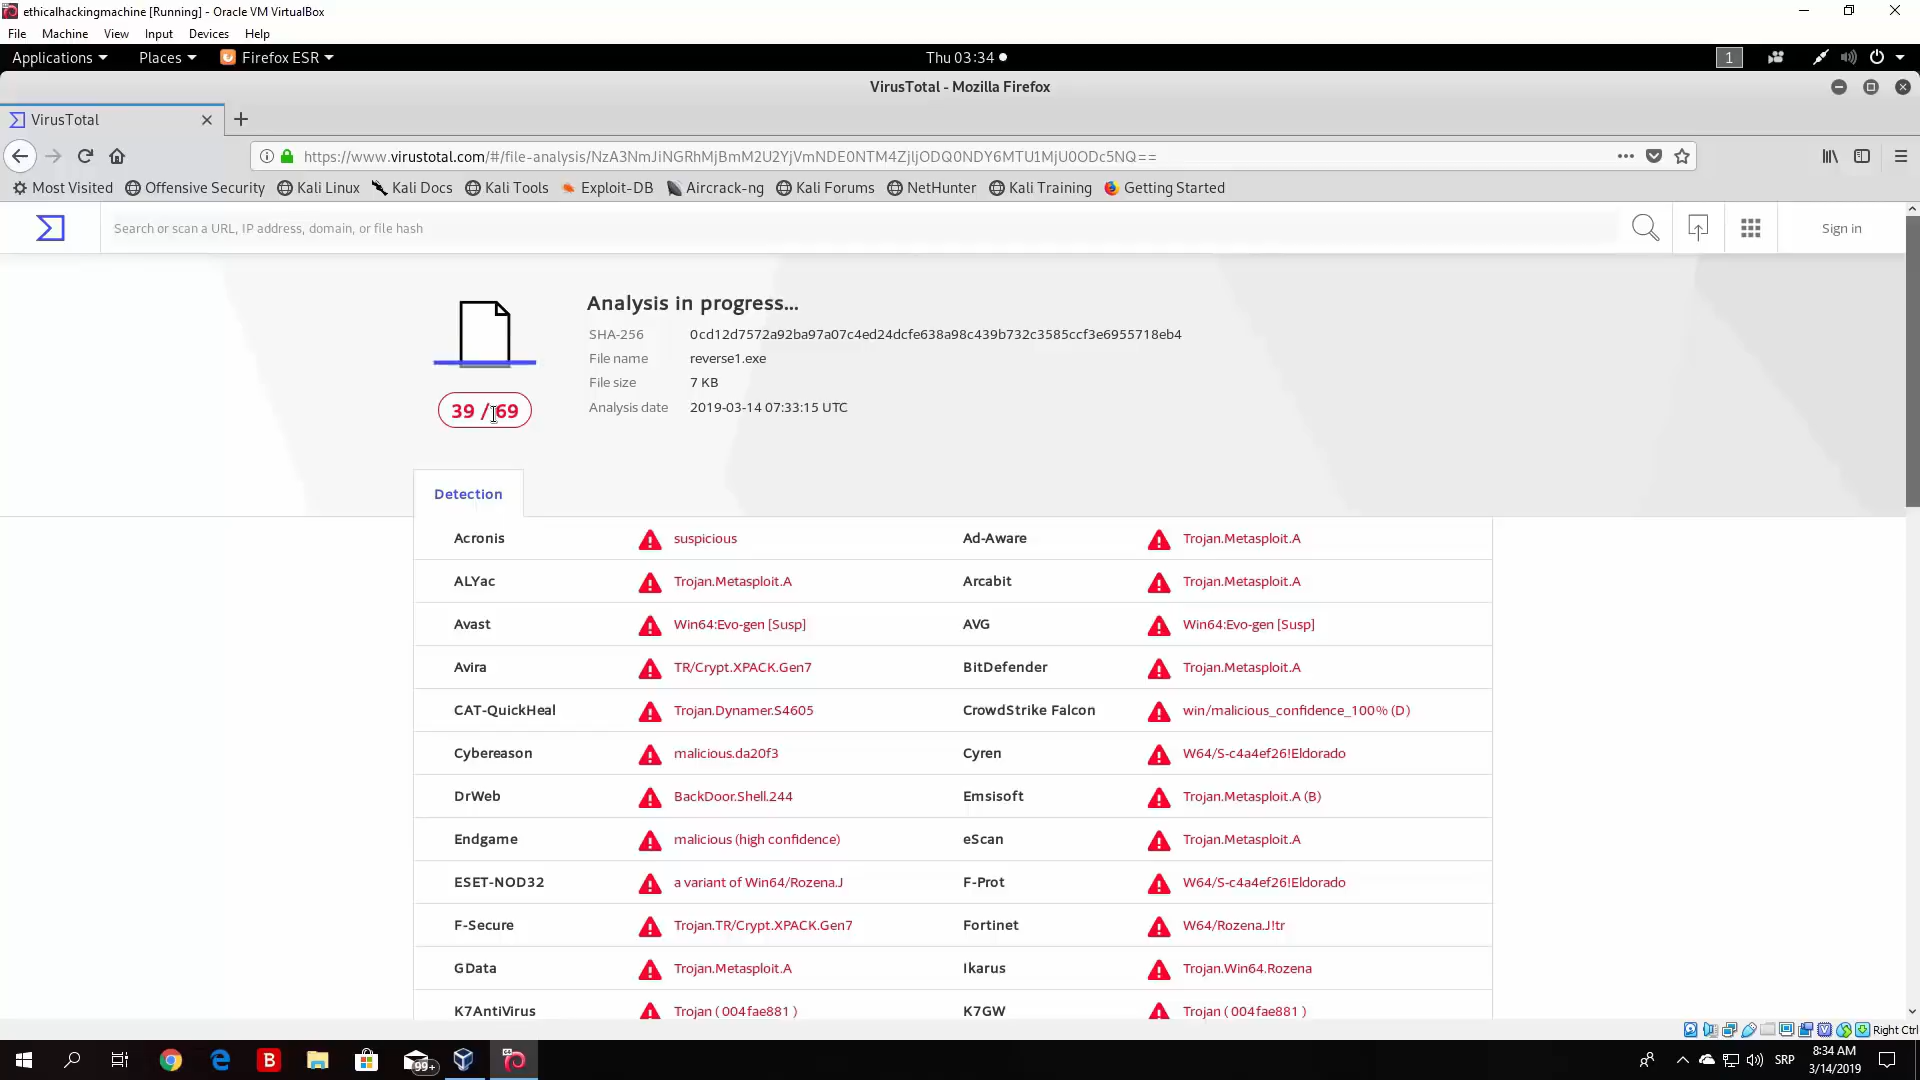 ethicalhackingmachine [Running] - Oracle VM VirtualBox
File Machine View Input Devices Help
Applications Places Firefox ESR Thu 03:34 1
VirusTotal - Mozilla Firefox
VirusTotal
https://www.virustotal.com/#/file-analysis/NzA3NmJiNGRhMjBmM2U2YjVmNDE0NTM4ZjljODQ0NDY6MTU1MjU0ODc5NQ==
Most Visited Offensive Security Kali Linux Kali Docs Kali Tools Exploit-DB Aircrack-ng Kali Forums NetHunter Kali Training Getting Started
Search or scan a URL, IP address, domain, or file hash Sign in
Analysis in progress...
SHA-256 0cd12d7572a92ba97a07c4ed24dcfe638a98c439b732c3585ccf3e6955718eb4
File name reverse1.exe
File size 7 KB
39 / 69
Analysis date 2019-03-14 07:33:15 UTC
Detection
Acronis suspicious Ad-Aware Trojan.Metasploit.A
ALYac Trojan.Metasploit.A Arcabit Trojan.Metasploit.A
Avast Win64:Evo-gen [Susp] AVG Win64:Evo-gen [Susp]
Avira TR/Crypt.XPACK.Gen7 BitDefender Trojan.Metasploit.A
CAT-QuickHeal Trojan.Dynamer.S4605 CrowdStrike Falcon win/malicious_confidence_100% (D)
Cybereason malicious.da20f3 Cyren W64/S-c4a4ef26!Eldorado
DrWeb BackDoor.Shell.244 Emsisoft Trojan.Metasploit.A (B)
Endgame malicious (high confidence) eScan Trojan.Metasploit.A
ESET-NOD32 a variant of Win64/Rozena.J F-Prot W64/S-c4a4ef26!Eldorado
F-Secure Trojan.TR/Crypt.XPACK.Gen7 Fortinet W64/Rozena.J!tr
GData Trojan.Metasploit.A Ikarus Trojan.Win64.Rozena
K7AntiVirus Trojan ( 004fae881 ) K7GW Trojan ( 004fae881 )
Right Ctrl
99+ SRP 8:34 AM
3/14/2019